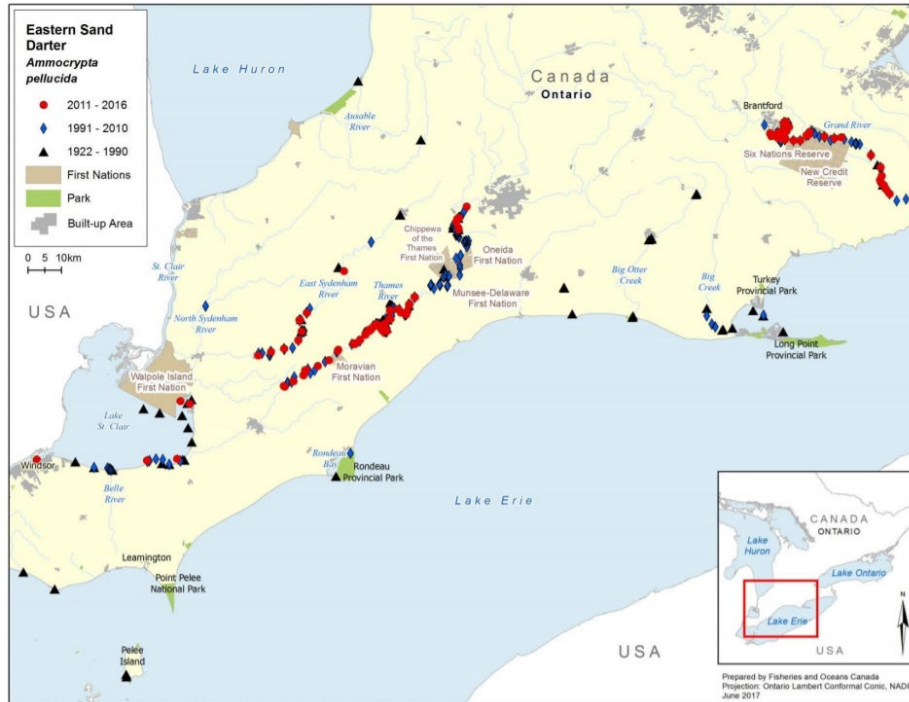 Eastern Sand
Darter
Ammocrypta
pellucida
2011 - 2016
1991 - 2010
1922 - 1990
First Nations
Park
Built-up Area
0 5 10km
Lake Huron
Canada
Ontario
Ausable
River
Brantford
Grand River
Six Nations Reserve
New Credit
Reserve
Chippewa
of the
Thames
First Nation
Oneida
First Nation
Munsee-Delaware
First Nation
St. Clair
River
East Sydenham
River
Thames
River
North Sydenham
River
Big Otter
Creek
Big
Creek
Turkey
Provincial Park
Long Point
Provincial Park
USA
Walpole Island
First Nation
Moravian
First Nation
Lake
St. Clair
Windsor
Belle
River
Rondeau
Bay
Rondeau
Provincial Park
Lake Erie
Leamington
Point Pelee
National Park
Pelee
Island
USA
CANADA
ONTARIO
Lake
Huron
Lake Ontario
Lake Erie
USA
N
Prepared by Fisheries and Oceans Canada
Projection: Ontario Lambert Conformal Conic, NAD
June 2017